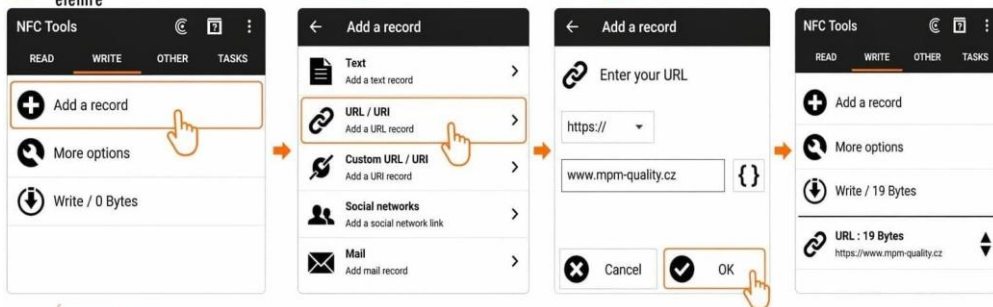 elemre
NFC Tools
READ WRITE OTHER TASKS
Add a record
More options
Write / 0 Bytes
Add a record
Text
Add a text record
URL / URI
Add a URL record
Custom URL / URI
Add a URI record
Social networks
Add a social network link
Mail
Add mail record
Add a record
Enter your URL
https://
www.mpm-quality.cz
{}
Cancel
OK
NFC Tools
READ WRITE OTHER TASKS
Add a record
More options
Write / 19 Bytes
URL : 19 Bytes
https://www.mpm-quality.cz